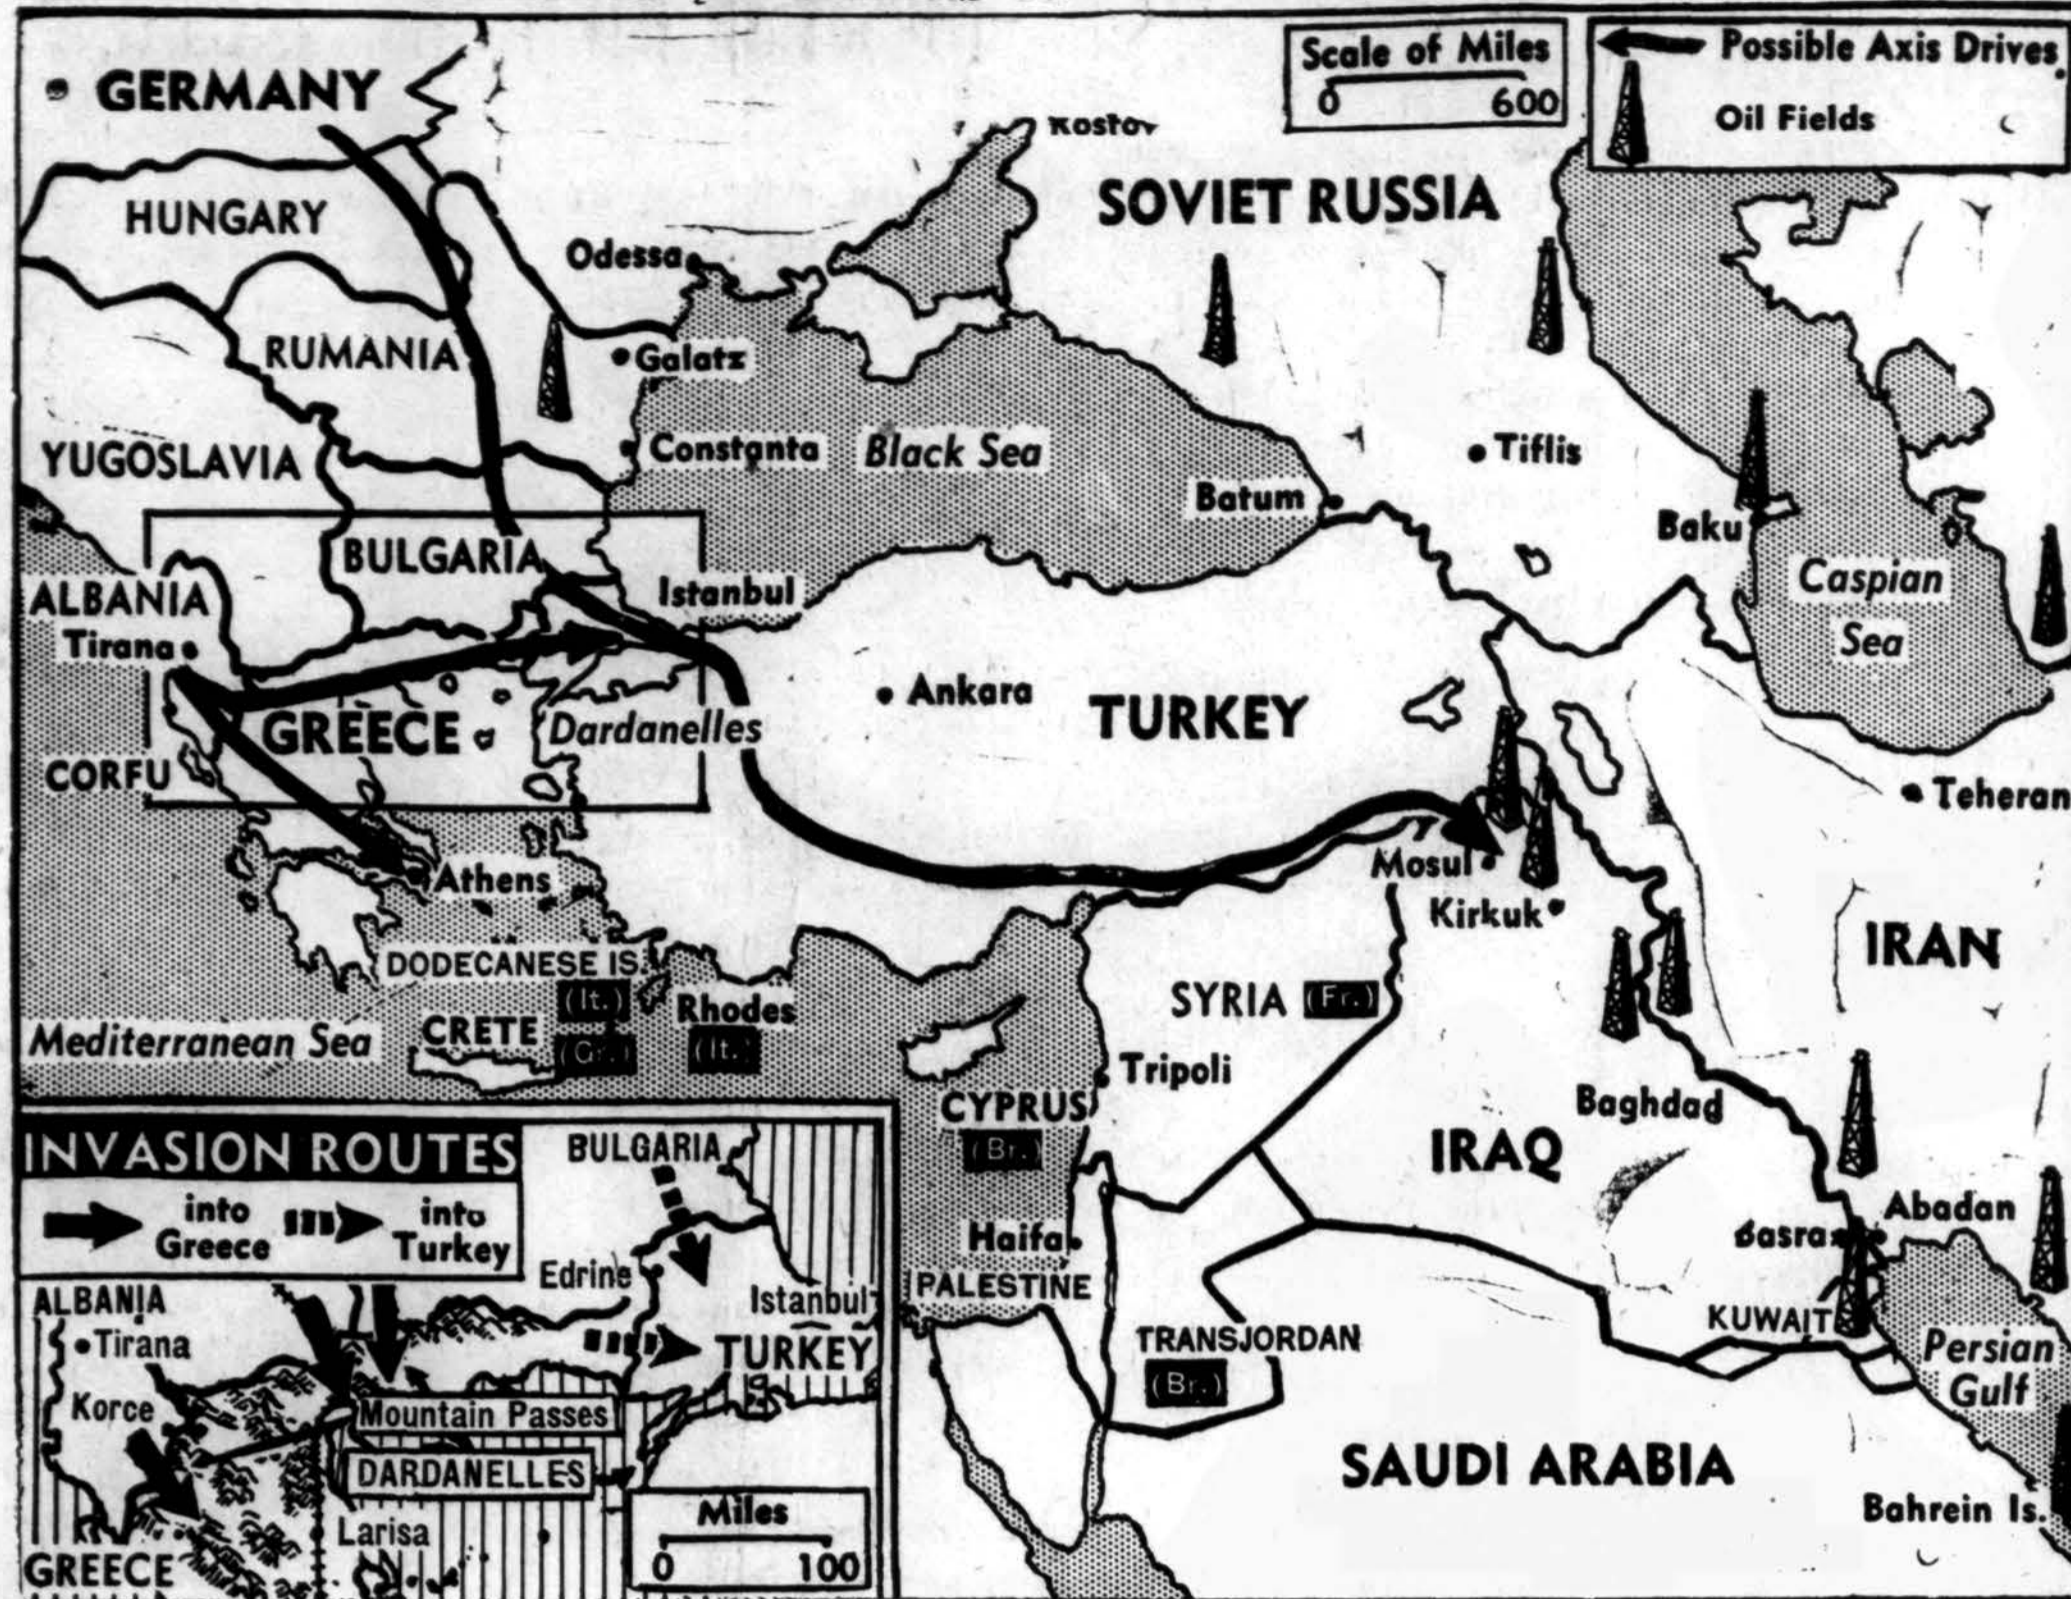 Scale of Miles
0 600
Possible Axis Drives
Oil Fields
GERMANY
Rostov
SOVIET RUSSIA
HUNGARY
Odessa
RUMANIA
Galatz
YUGOSLAVIA
Constanta
Black Sea
Tiflis
Batum
Baku
BULGARIA
Caspian
Sea
ALBANIA
Istanbul
Tirana
Ankara
TURKEY
GREECE
Dardanelles
CORFU
Teheran
Mosul
Athens
Kirkuk
IRAN
DODECANESE IS.
(It.)
SYRIA (Fr.)
Rhodes
(It.)
CRETE
(Gr.)
Mediterranean Sea
Tripoli
CYPRUS
(Br.)
Baghdad
IRAQ
Haifa
Abadan
Basra
PALESTINE
KUWAIT
TRANSJORDAN
(Br.)
Persian
Gulf
SAUDI ARABIA
Bahrein Is.
INVASION ROUTES
into
Greece
into
Turkey
BULGARIA
Edrine
Istanbul
ALBANIA
Tirana
TURKEY
Korce
Mountain Passes
DARDANELLES
Larisa
Miles
0 100
GREECE